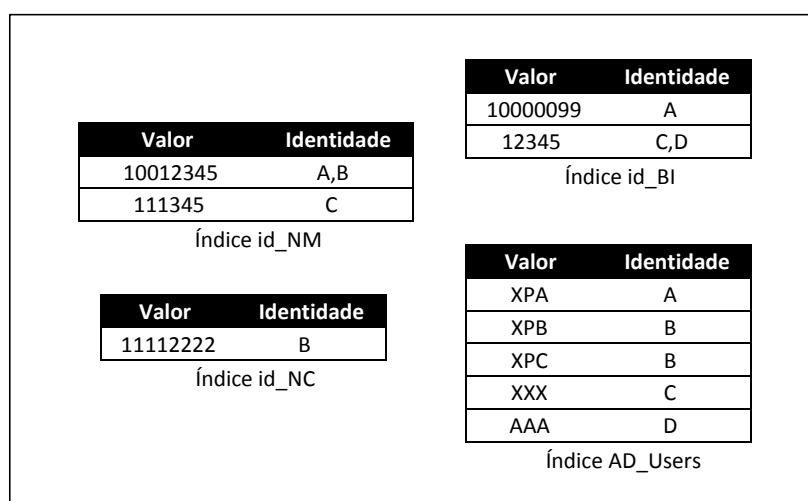 Valor Identidade
10012345 A,B
111345 C
Índice id_NM
Valor Identidade
11112222 B
Índice id_NC
Valor Identidade
10000099 A
12345 C,D
Índice id_BI
Valor Identidade
XPA A
XPB B
XPC B
XXX C
AAA D
Índice AD_Users